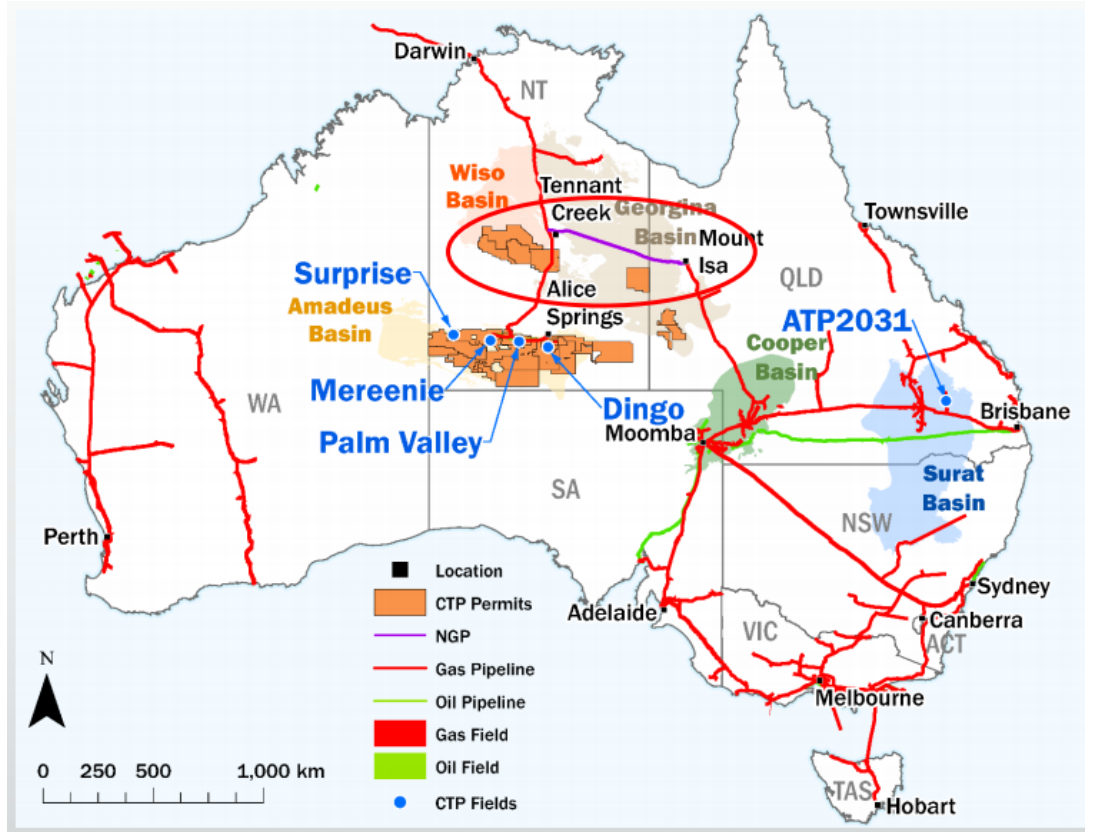 Darwin
NT
Wiso
Basin
Tennant
Creek
Georgina
Basin
Mount
Isa
Townsville
Surprise
Alice
Springs
QLD
Amadeus
Basin
ATP2031
Cooper
Basin
Mereenie
WA
Dingo
Brisbane
Palm Valley
Moomba
Surat
Basin
SA
NSW
Perth
Location
Sydney
CTP Permits
Adelaide
Canberra
VIC
ACT
NGP
N
Gas Pipeline
Oil Pipeline
Melbourne
Gas Field
Oil Field
0 250 500 1,000 km
CTP Fields
TAS
Hobart